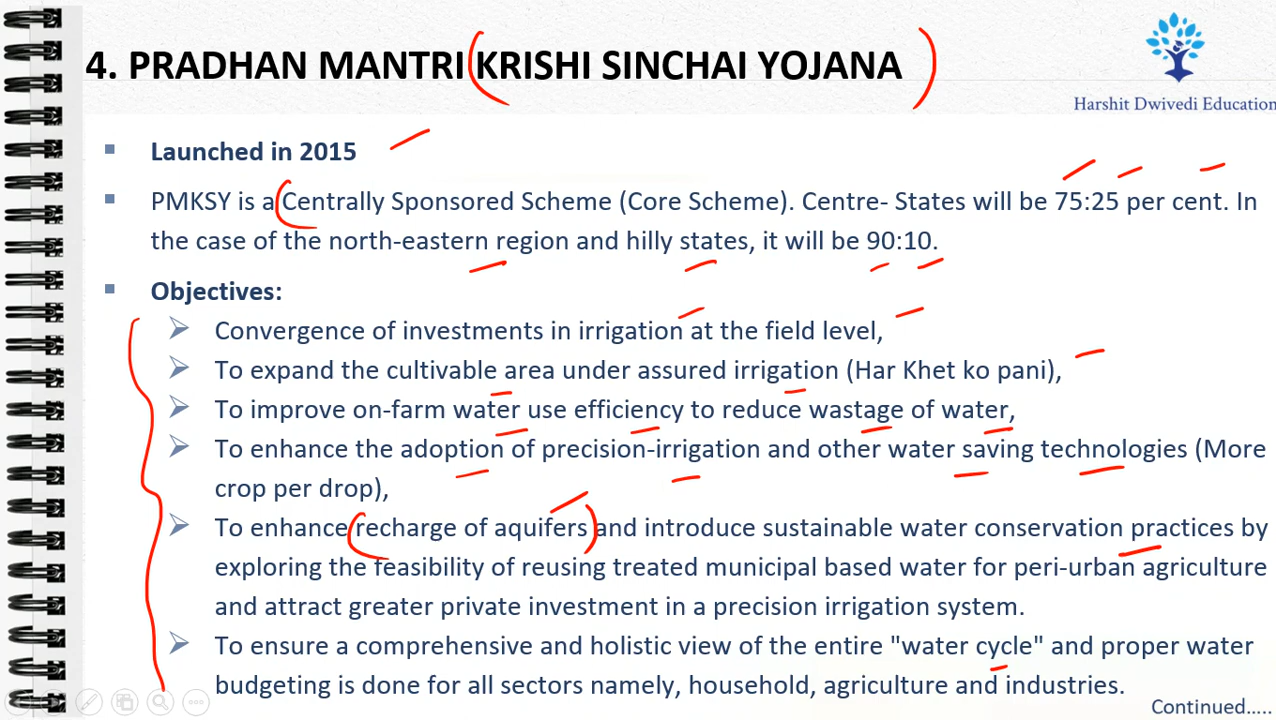 4. PRADHAN MANTRI KRISHI SINCHAI YOJANA
Harshit Dwivedi Education
Launched in 2015
PMKSY is a Centrally Sponsored Scheme (Core Scheme). Centre- States will be 75:25 per cent. In
the case of the north-eastern region and hilly states, it will be 90:10.
Objectives:
Convergence of investments in irrigation at the field level,
To expand the cultivable area under assured irrigation (Har Khet ko pani),
To improve on-farm water use efficiency to reduce wastage of water,
To enhance the adoption of precision-irrigation and other water saving technologies (More
crop per drop),
To enhance recharge of aquifers and introduce sustainable water conservation practices by
exploring the feasibility of reusing treated municipal based water for peri-urban agriculture
and attract greater private investment in a precision irrigation system.
To ensure a comprehensive and holistic view of the entire "water cycle" and proper water
budgeting is done for all sectors namely, household, agriculture and industries.
Continued…..